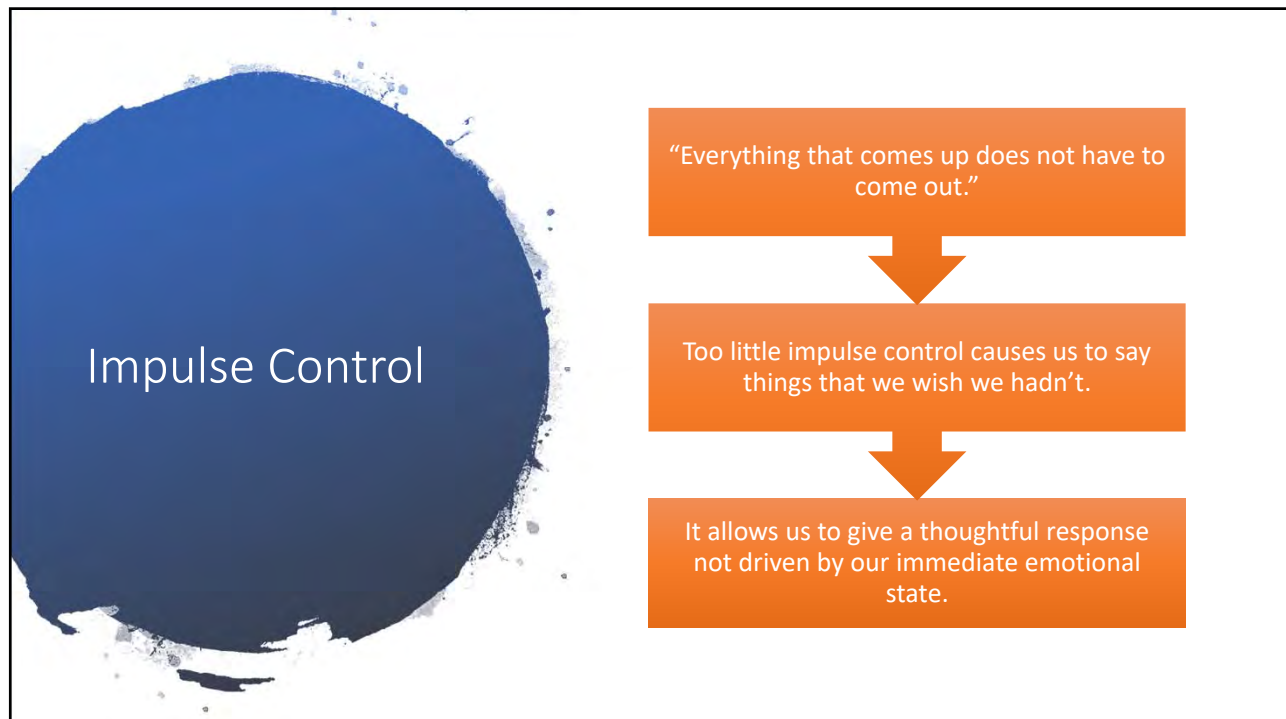 Impulse Control
“Everything that comes up does not have to
come out.”
Too little impulse control causes us to say
things that we wish we hadn’t.
It allows us to give a thoughtful response
not driven by our immediate emotional
state.